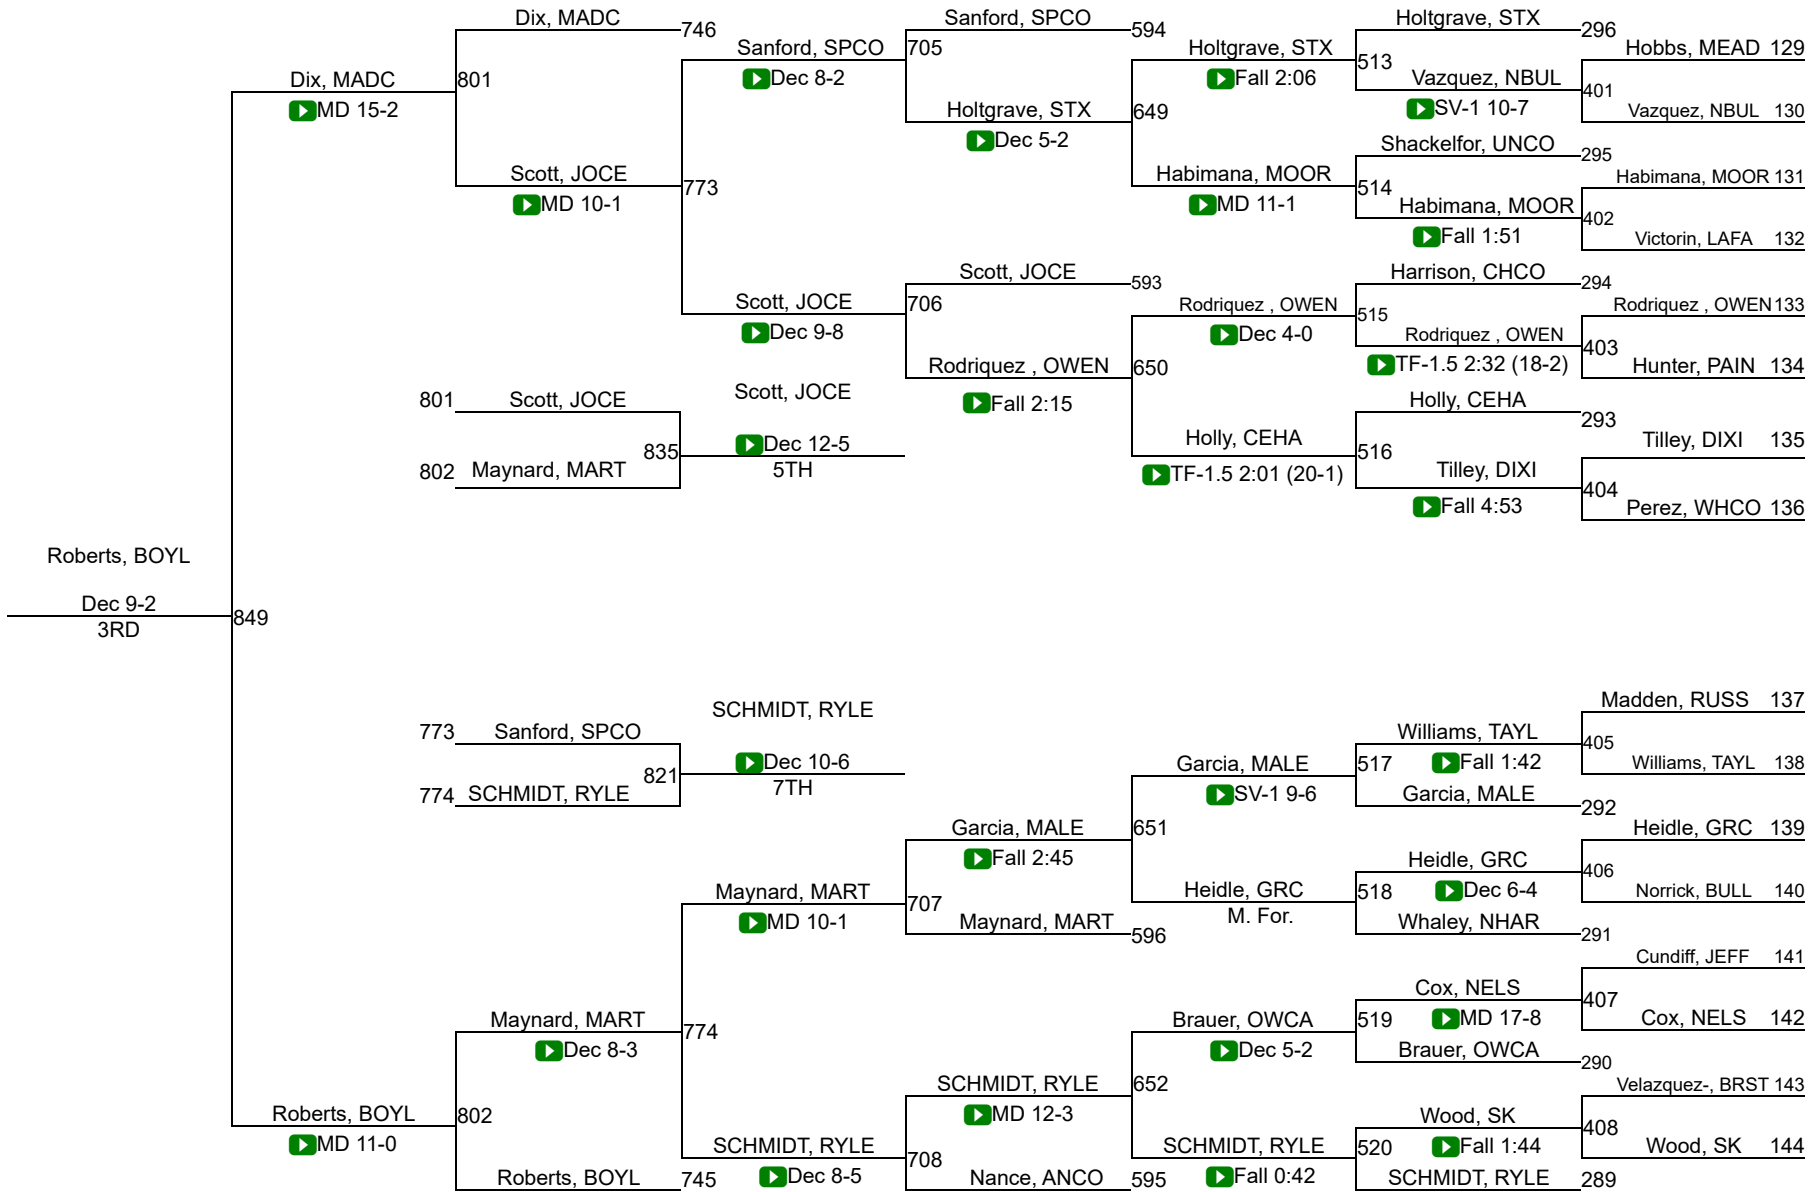 Dix, MADC
746
Sanford, SPCO
594
Holtgrave, STX
296
Sanford, SPCO
705
Holtgrave, STX
513
Hobbs, MEAD 129
Dix, MADC
801
Dec 8-2
Fall 2:06
Vazquez, NBUL
401
MD 15-2
Holtgrave, STX
649
SV-1 10-7
Vazquez, NBUL 130
Dec 5-2
Shackelfor, UNCO
295
Scott, JOCE
773
Habimana, MOOR
514
Habimana, MOOR 131
MD 10-1
MD 11-1
Habimana, MOOR
402
Fall 1:51
Victorin, LAFA 132
Scott, JOCE
593
Harrison, CHCO
294
Scott, JOCE
706
Rodriquez , OWEN
515
Rodriquez , OWEN 133
Dec 9-8
Dec 4-0
Rodriquez , OWEN
403
Rodriquez , OWEN
650
TF-1.5 2:32 (18-2)
Hunter, PAIN 134
801
Scott, JOCE
Scott, JOCE
Fall 2:15
Holly, CEHA
293
835
Dec 12-5
Holly, CEHA
516
Tilley, DIXI 135
802
Maynard, MART
5TH
TF-1.5 2:01 (20-1)
Tilley, DIXI
404
Fall 4:53
Perez, WHCO 136
Roberts, BOYL
Dec 9-2
849
3RD
SCHMIDT, RYLE
Madden, RUSS 137
773
Sanford, SPCO
Williams, TAYL
405
821
Dec 10-6
Garcia, MALE
517
Fall 1:42
Williams, TAYL 138
774
SCHMIDT, RYLE
7TH
SV-1 9-6
Garcia, MALE
292
Garcia, MALE
651
Heidle, GRC 139
Fall 2:45
Heidle, GRC
406
Maynard, MART
707
Heidle, GRC
518
Dec 6-4
Norrick, BULL 140
MD 10-1
Maynard, MART
596
M. For.
Whaley, NHAR
291
Cundiff, JEFF 141
Cox, NELS
407
Maynard, MART
774
Brauer, OWCA
519
MD 17-8
Cox, NELS 142
Dec 8-3
Dec 5-2
Brauer, OWCA
290
SCHMIDT, RYLE
652
Velazquez-, BRST 143
Roberts, BOYL
802
MD 12-3
Wood, SK
408
MD 11-0
SCHMIDT, RYLE
708
SCHMIDT, RYLE
520
Fall 1:44
Wood, SK 144
Roberts, BOYL
745
Dec 8-5
Nance, ANCO
595
Fall 0:42
SCHMIDT, RYLE
289